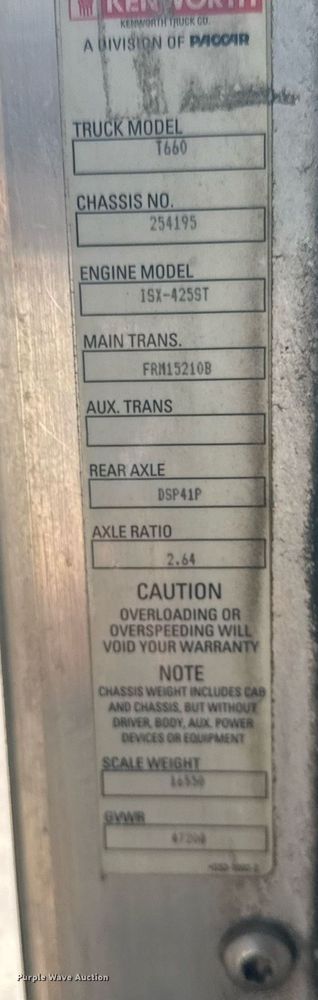 KENWORTH
KENWORTH TRUCK CO.
A DIVISION OF PACCAR
TRUCK MODEL
T660
CHASSIS NO.
254195
ENGINE MODEL
ISX-425ST
MAIN TRANS.
FRM15210B
AUX. TRANS
REAR AXLE
DSP41P
AXLE RATIO
2.64
CAUTION
OVERLOADING OR
OVERSPEEDING WILL
VOID YOUR WARRANTY
NOTE
CHASSIS WEIGHT INCLUDES CAB
AND CHASSIS, BUT WITHOUT
DRIVER, BODY, AUX. POWER
DEVICES OR EQUIPMENT
SCALE WEIGHT
16550
GVWR
47200
Purple Wave Auction